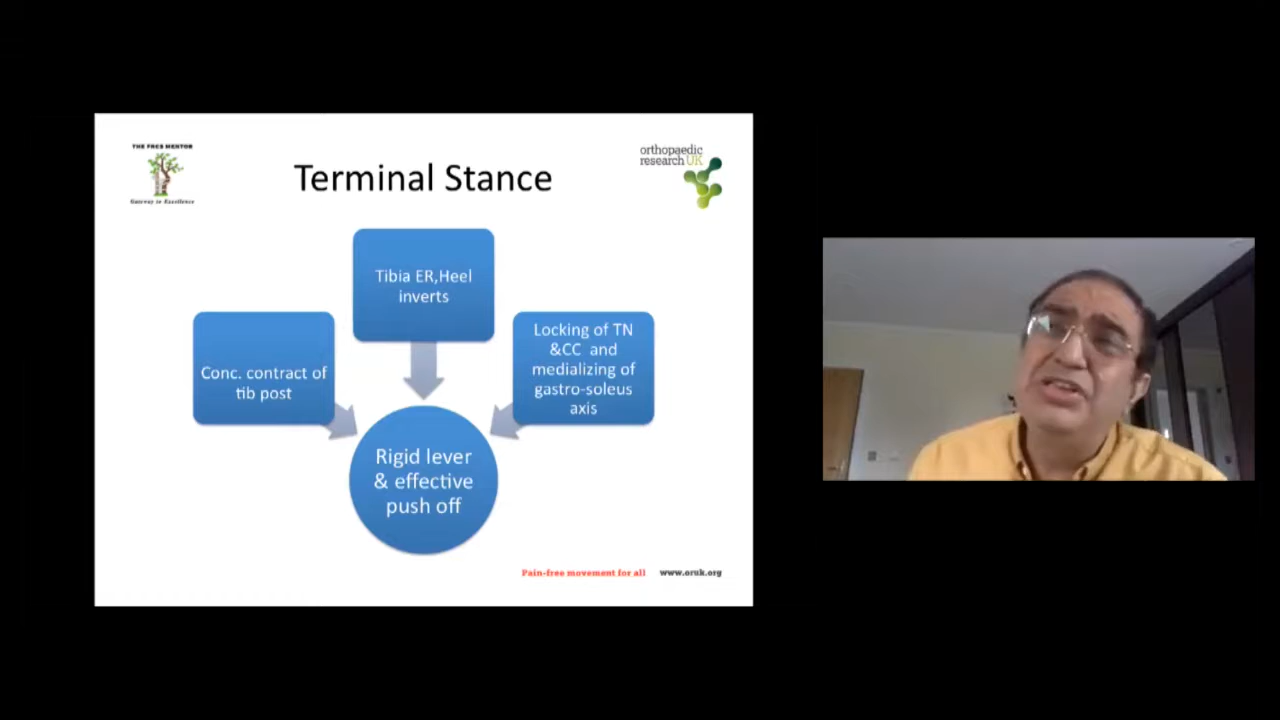 THE FRCS MENTOR
Gateway to Excellence
orthopaedic
research UK
Terminal Stance
Tibia ER,Heel
inverts
Conc. contract of
tib post
Locking of TN
&CC and
medializing of
gastro-soleus
axis
Rigid lever
& effective
push off
Pain-free movement for all www.oruk.org